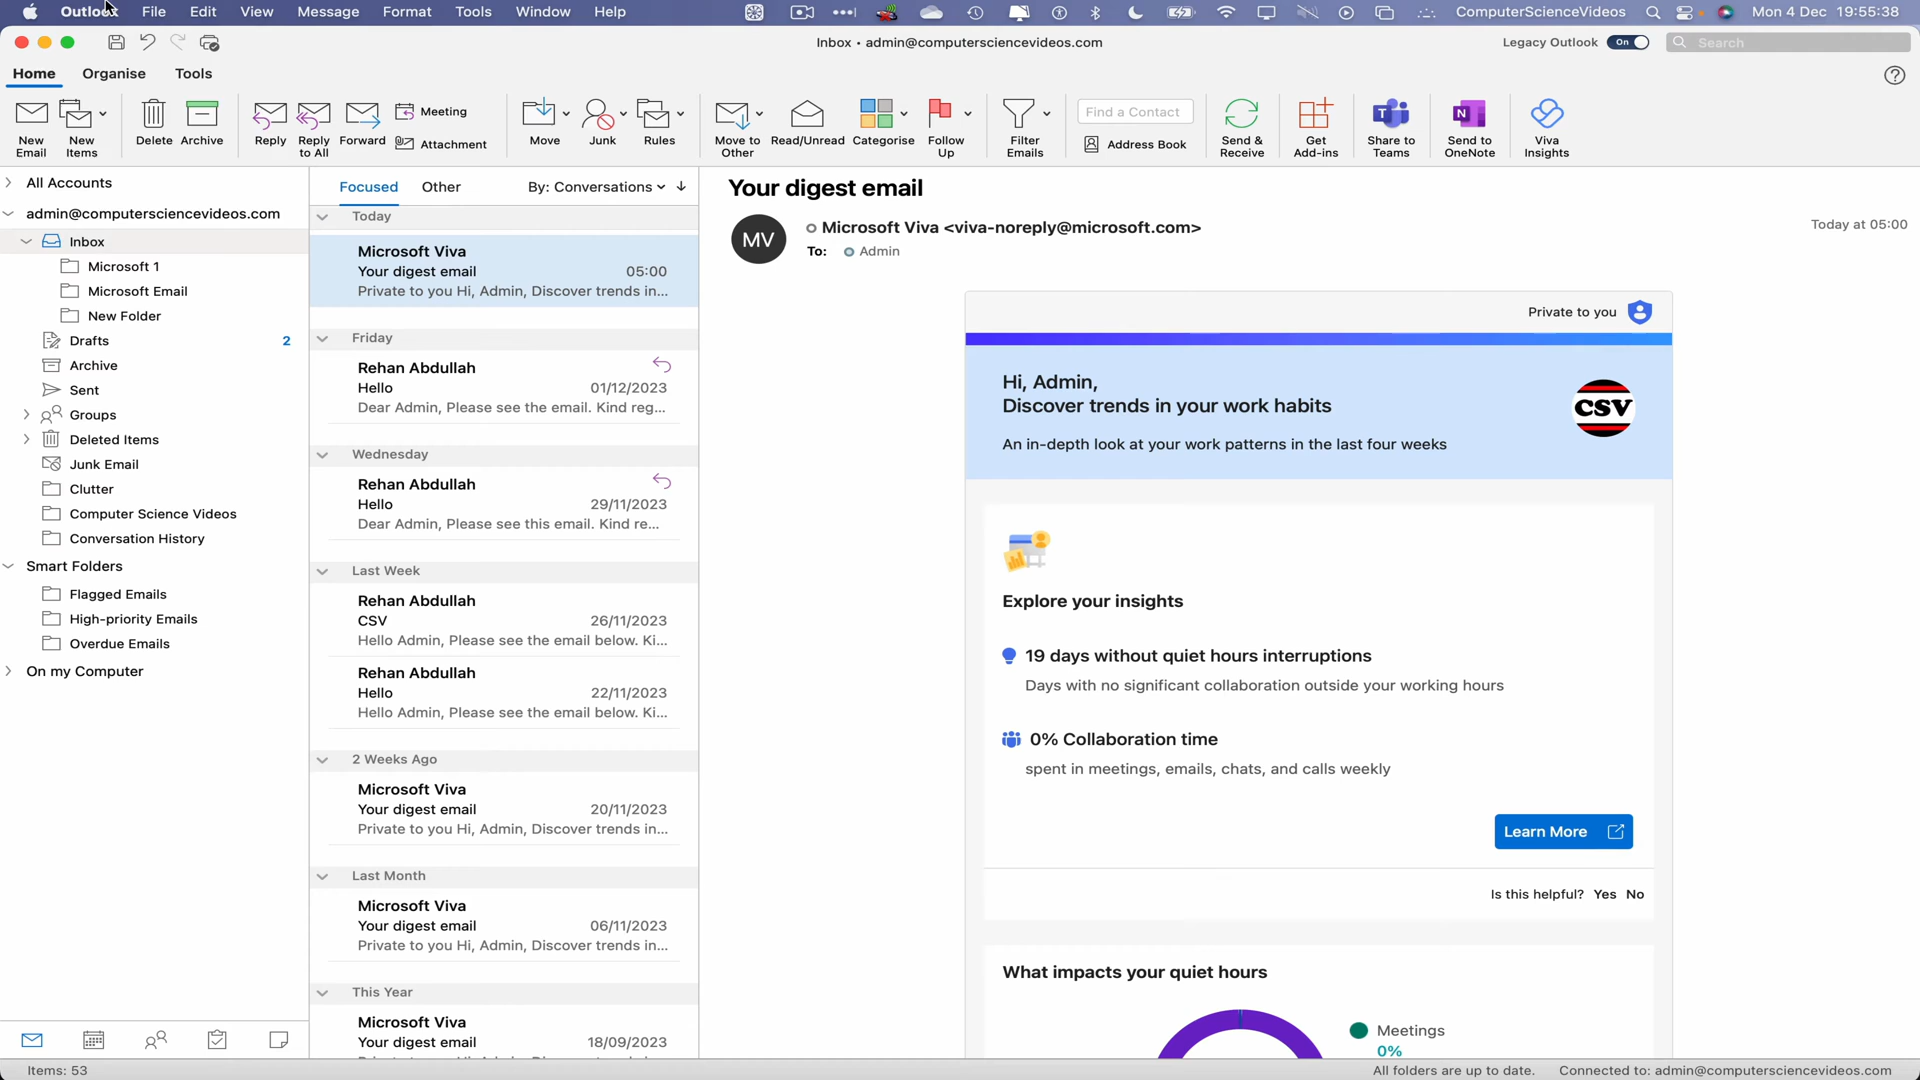 Outlook File Edit View Message Format Tools Window Help ComputerScienceVideos Mon 4 Dec 19:55:38
Inbox • admin@computersciencevideos.com Legacy Outlook On Search
Home Organise Tools
New Email
New Items
Delete
Archive
Reply
Reply to All
Forward
Meeting
Attachment
Move
Junk
Rules
Move to Other
Read/Unread
Categorise
Follow Up
Filter Emails
Find a Contact
Address Book
Send & Receive
Get Add-ins
Share to Teams
Send to OneNote
Viva Insights
All Accounts
admin@computersciencevideos.com
Inbox
Microsoft 1
Microsoft Email
New Folder
Drafts 2
Archive
Sent
Groups
Deleted Items
Junk Email
Clutter
Computer Science Videos
Conversation History
Smart Folders
Flagged Emails
High-priority Emails
Overdue Emails
On my Computer
Focused Other By: Conversations
Today
Microsoft Viva
Your digest email 05:00
Private to you Hi, Admin, Discover trends in...
Friday
Rehan Abdullah
Hello 01/12/2023
Dear Admin, Please see the email. Kind reg...
Wednesday
Rehan Abdullah
Hello 29/11/2023
Dear Admin, Please see this email. Kind re...
Last Week
Rehan Abdullah
CSV 26/11/2023
Hello Admin, Please see the email below. Ki...
Rehan Abdullah
Hello 22/11/2023
Hello Admin, Please see the email below. Ki...
2 Weeks Ago
Microsoft Viva
Your digest email 20/11/2023
Private to you Hi, Admin, Discover trends in...
Last Month
Microsoft Viva
Your digest email 06/11/2023
Private to you Hi, Admin, Discover trends in...
This Year
Microsoft Viva
Your digest email 18/09/2023
Your digest email
MV
Microsoft Viva <viva-noreply@microsoft.com>
Today at 05:00
To: Admin
Private to you
Hi, Admin,
Discover trends in your work habits
An in-depth look at your work patterns in the last four weeks
CSV
Explore your insights
19 days without quiet hours interruptions
Days with no significant collaboration outside your working hours
0% Collaboration time
spent in meetings, emails, chats, and calls weekly
Learn More
Is this helpful? Yes No
What impacts your quiet hours
Meetings
0%
Items: 53
All folders are up to date. Connected to: admin@computersciencevideos.com